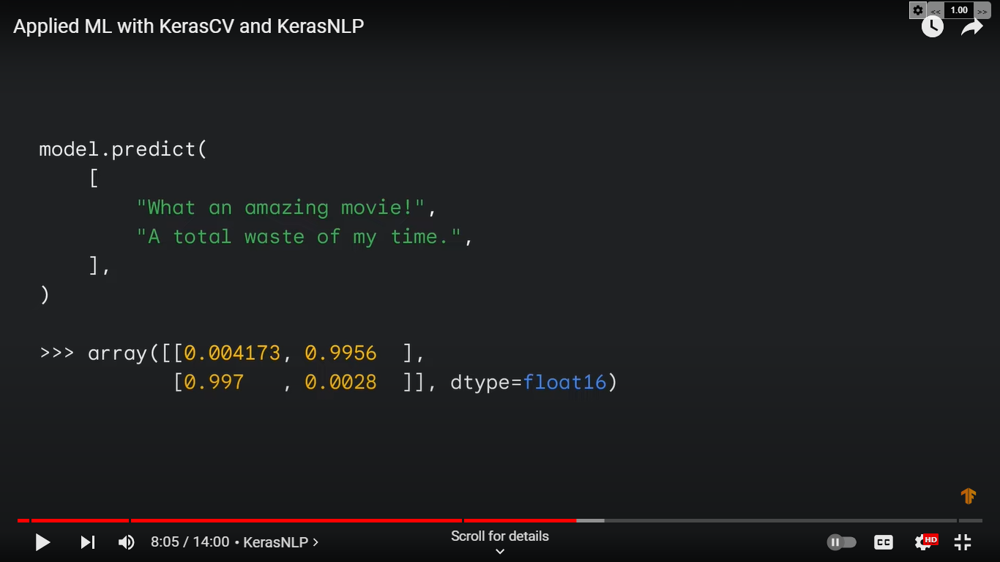 << 1.00 >>
Applied ML with KerasCV and KerasNLP
model.predict(
[
"What an amazing movie!",
"A total waste of my time.",
],
)
>>> array([[0.004173, 0.9956 ],
[0.997 , 0.0028 ]], dtype=float16)
8:05 / 14:00 • KerasNLP >
Scroll for details
CC
HD